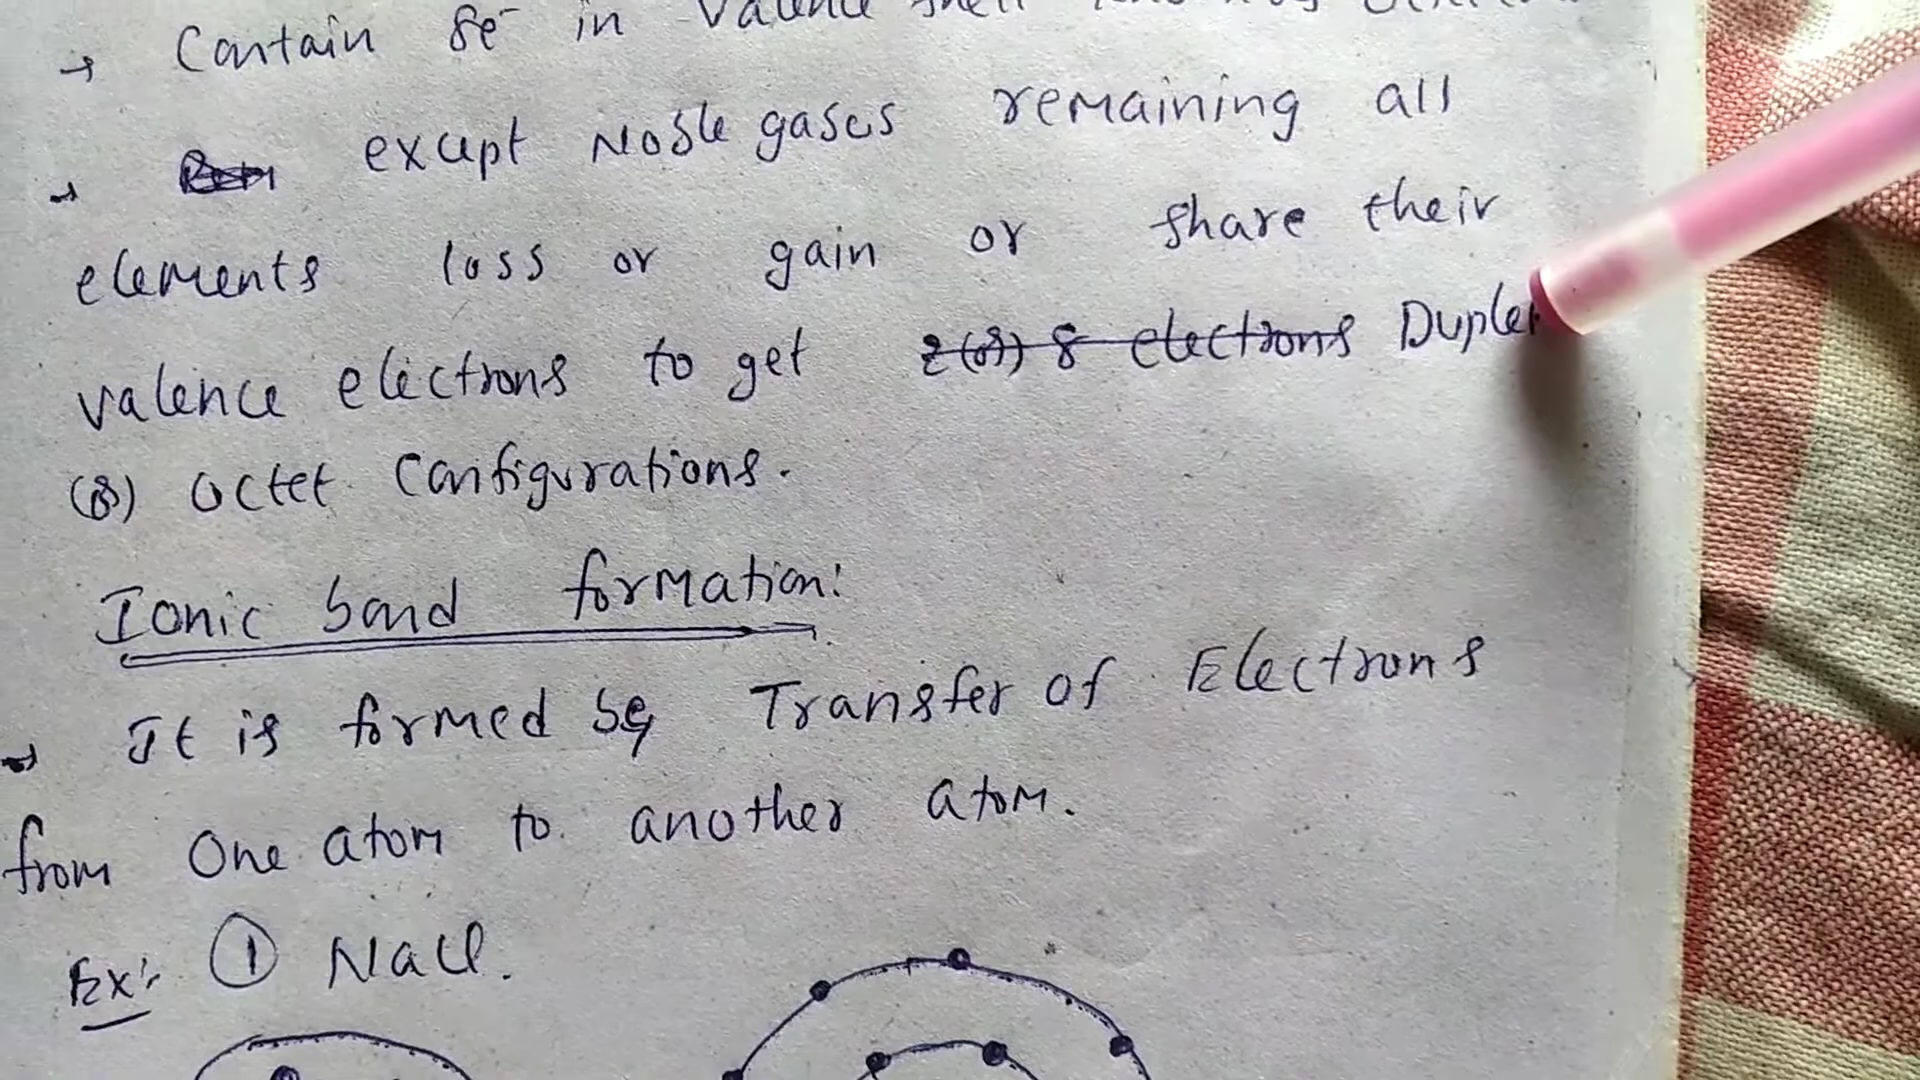 → Contain 8e⁻ in valence shell
→ except Noble gases remaining all
elements loss or gain or share their
valence electrons to get 2 (or) 8 electrons Duplet
(or) octet configurations.
Ionic bond formation:
→ It is formed by Transfer of Electrons
from One atom to another atom.
Ex:- ① NaCl.